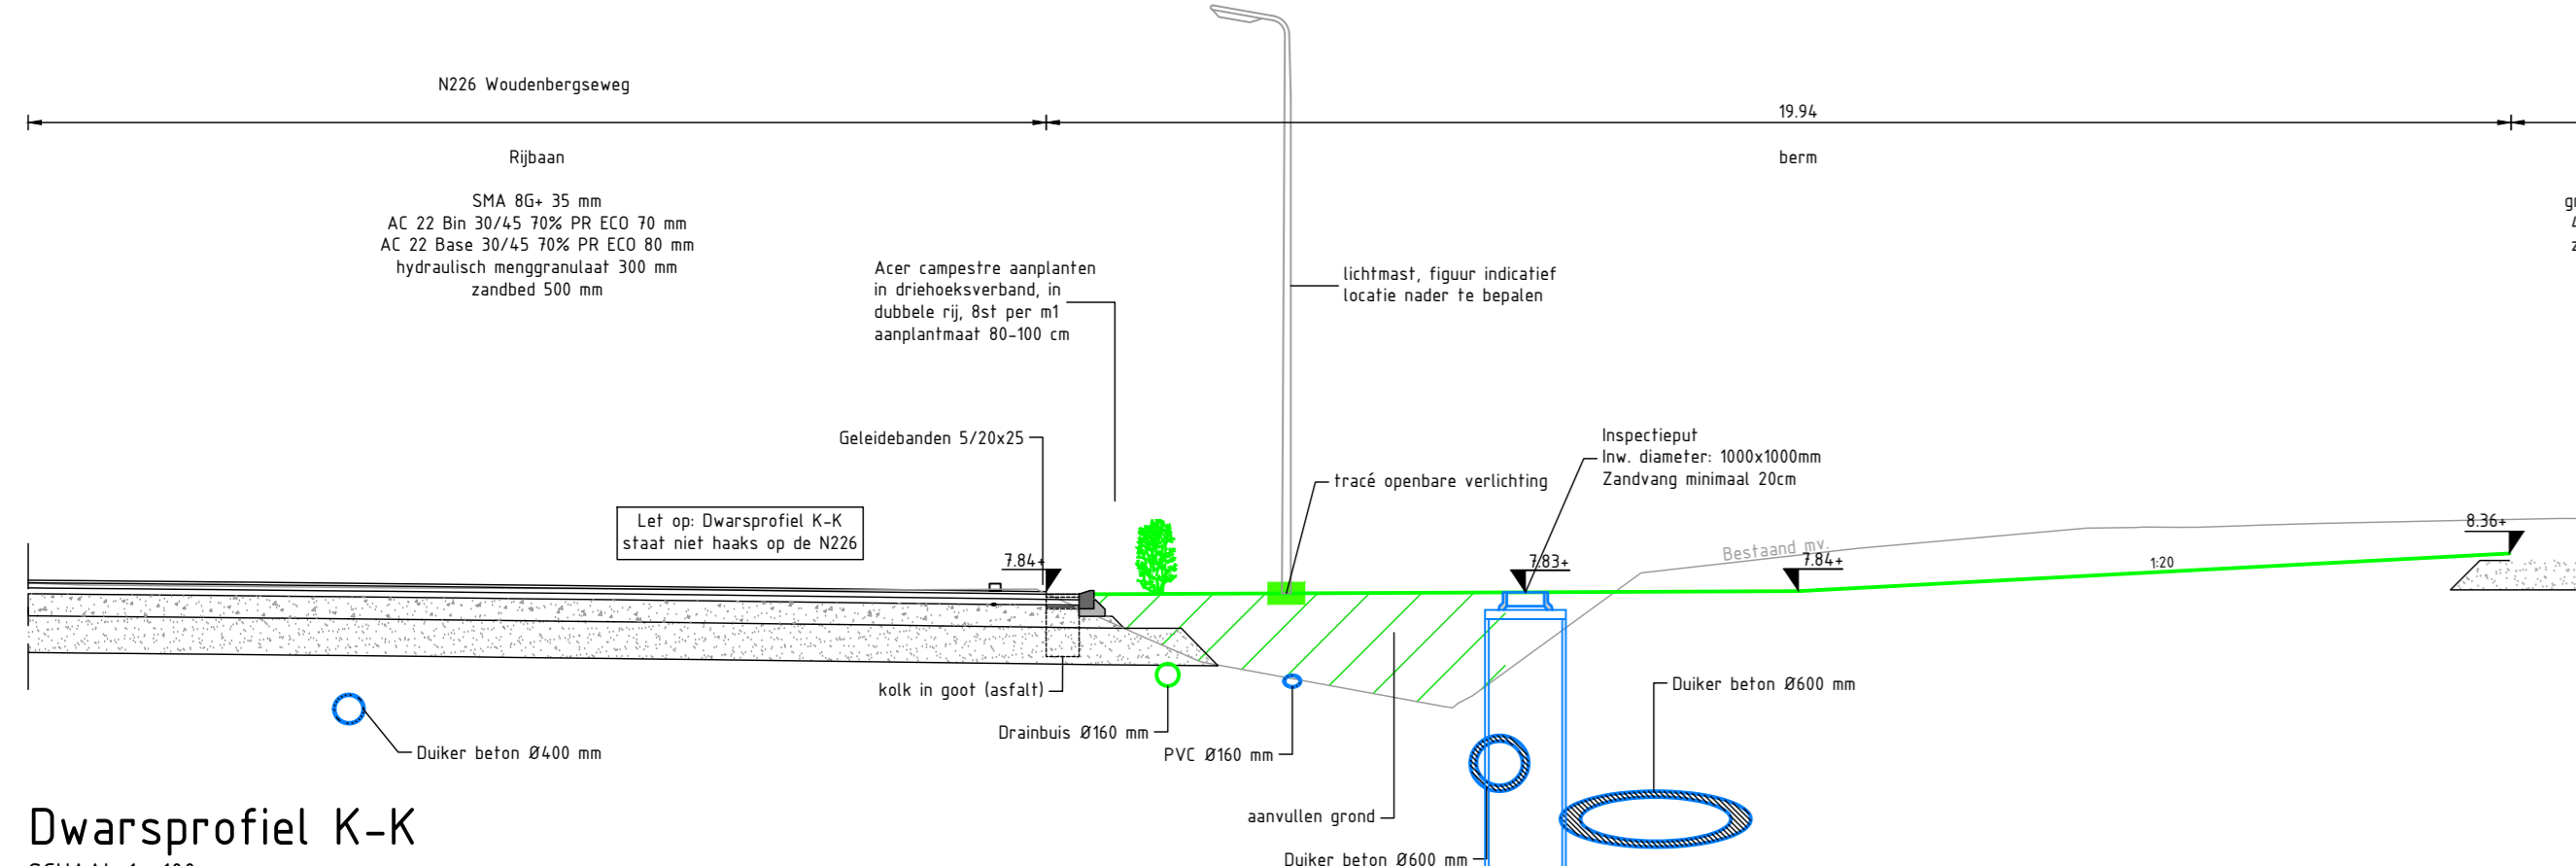 N226 Woudenbergseweg
19.94
Rijbaan
berm
SMA 8G+ 35 mm
AC 22 Bin 30/45 70% PR ECO 70 mm
AC 22 Base 30/45 70% PR ECO 80 mm
hydraulisch menggranulaat 300 mm
zandbed 500 mm
Acer campestre aanplanten
in driehoeksverband, in
dubbele rij, 8st per m1
aanplantmaat 80-100 cm
lichtmast, figuur indicatief
locatie nader te bepalen
Geleidebanden 5/20x25
Inspectieput
Inw. diameter: 1000x1000mm
Zandvang minimaal 20cm
tracé openbare verlichting
Let op: Dwarsprofiel K-K
staat niet haaks op de N226
7.84+
7.83+
Bestaand mv.
7.84+
1:20
8.36+
kolk in goot (asfalt)
Drainbuis Ø160 mm
PVC Ø160 mm
Duiker beton Ø400 mm
Duiker beton Ø600 mm
aanvullen grond
Duiker beton Ø600 mm
Dwarsprofiel K-K